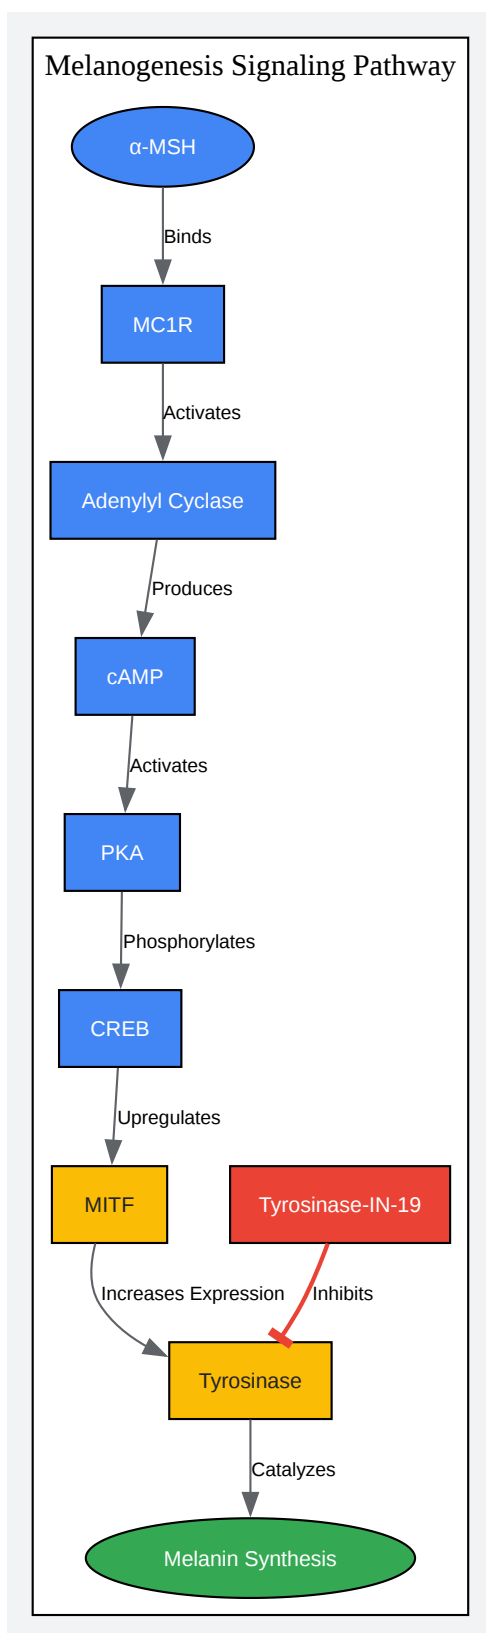 Melanogenesis Signaling Pathway
α-MSH
Binds
MC1R
Activates
Adenylyl Cyclase
Produces
cAMP
Activates
PKA
Phosphorylates
CREB
Upregulates
MITF
Tyrosinase-IN-19
Increases Expression
Inhibits
Tyrosinase
Catalyzes
Melanin Synthesis